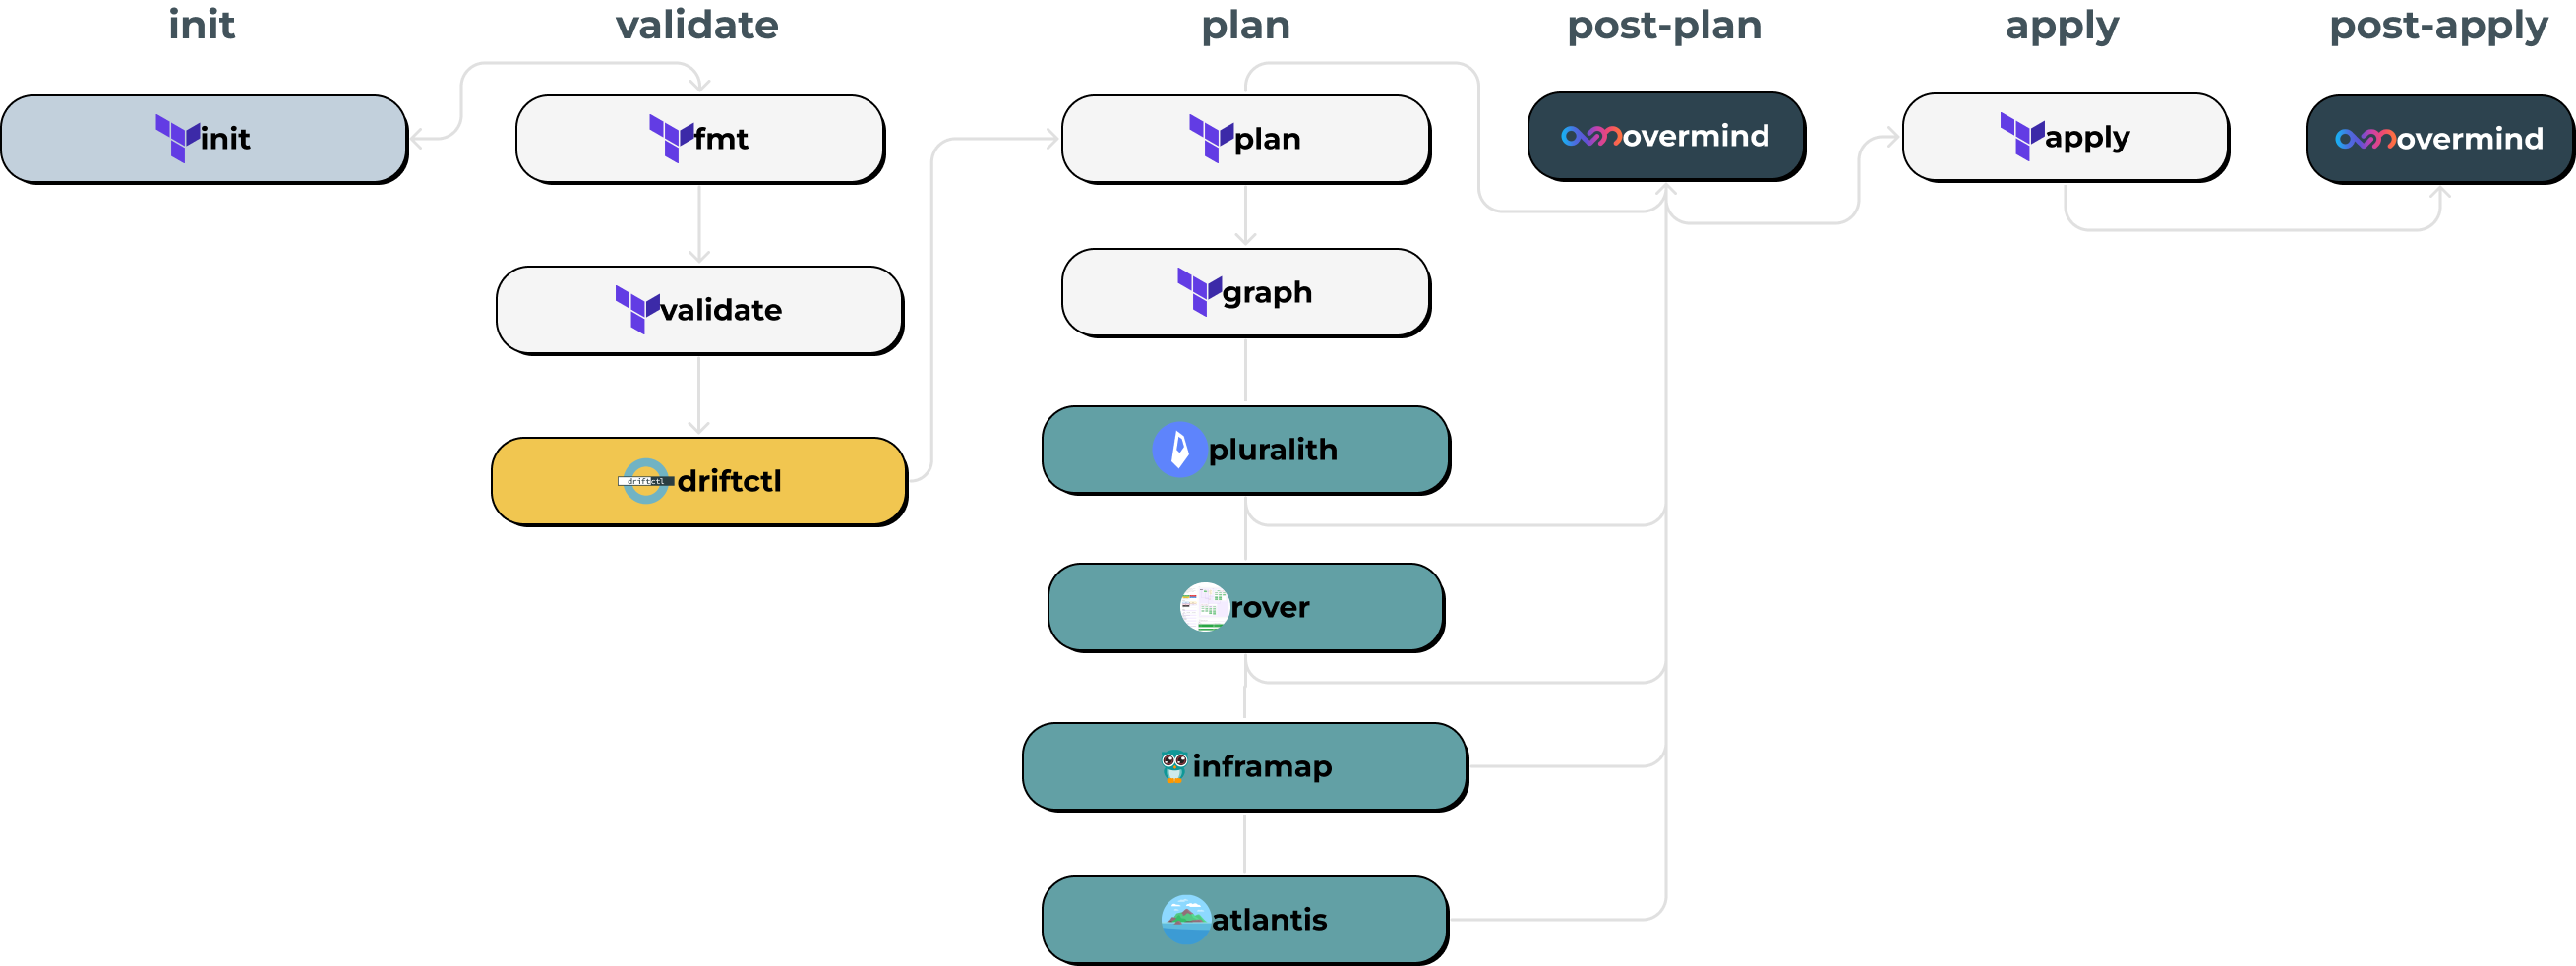 init
validate
plan
post-plan
apply
post-apply
init
fmt
validate
driftctl
driftctl
plan
graph
pluralith
rover
inframap
atlantis
overmind
apply
overmind